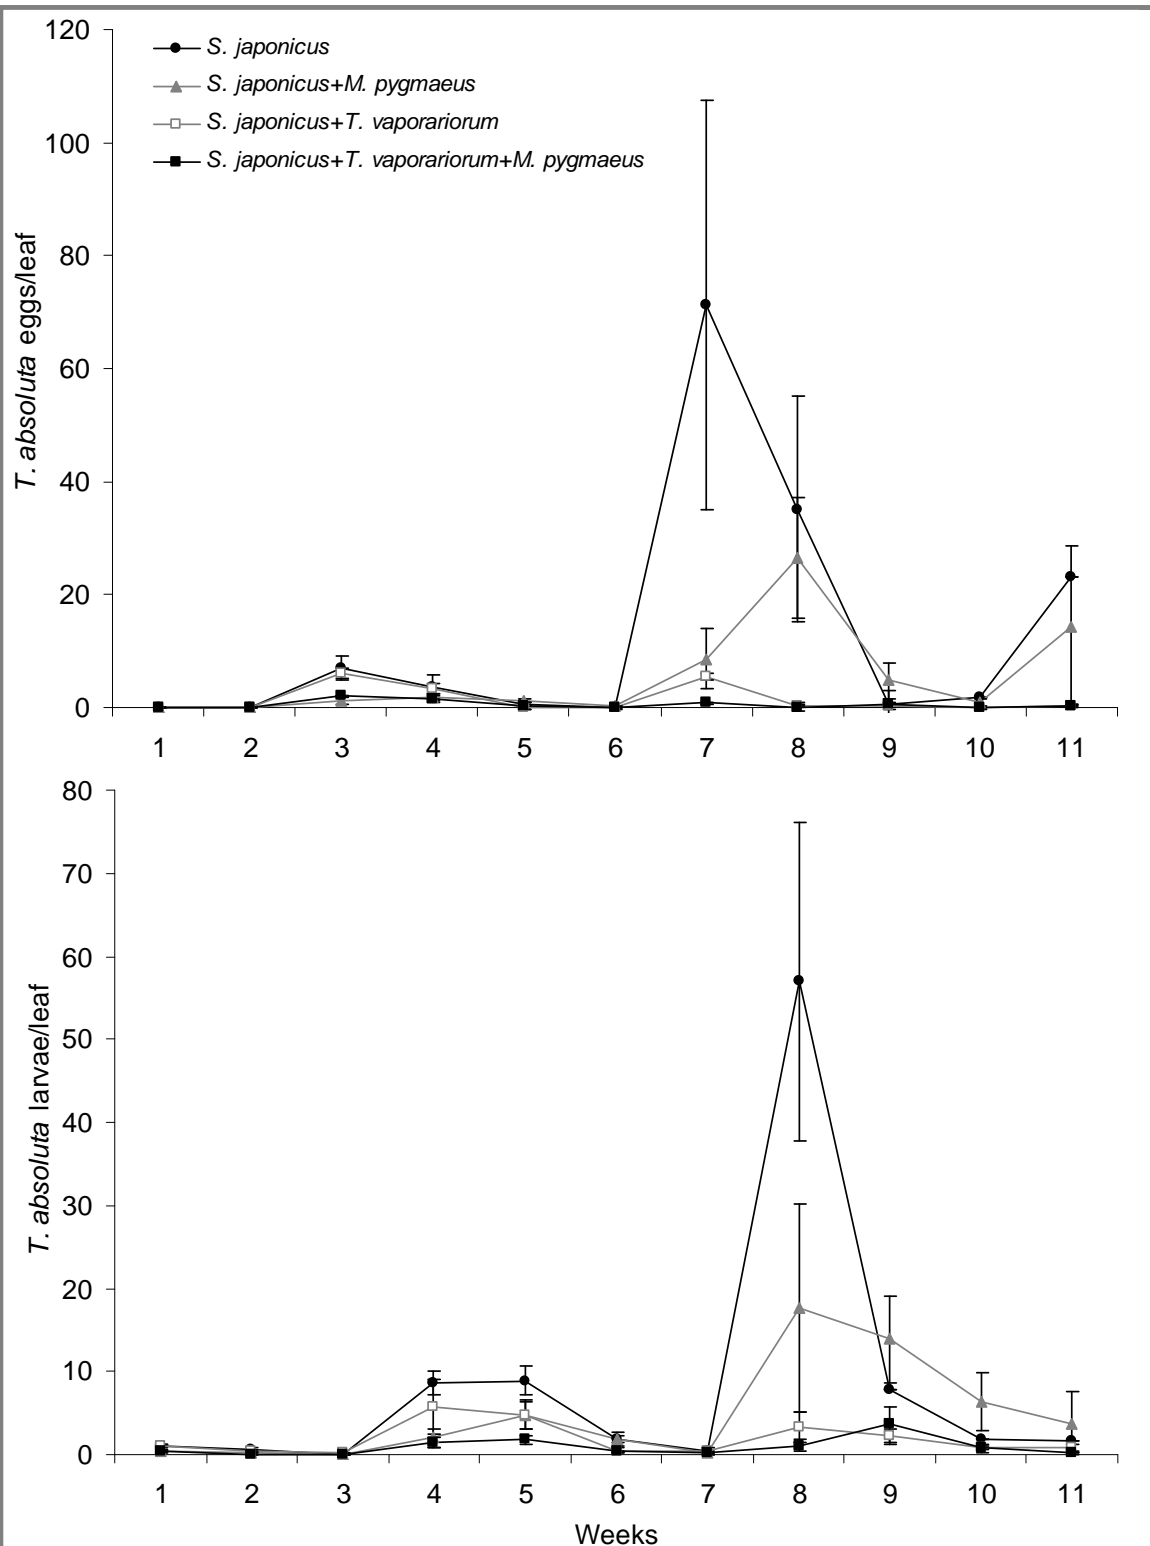 120
100
80
60
40
20
0
T. absoluta eggs/leaf
S. japonicus
S. japonicus+M. pygmaeus
S. japonicus+T. vaporariorum
S. japonicus+T. vaporariorum+M. pygmaeus
1 2 3 4 5 6 7 8 9 10 11
80
70
60
50
40
30
20
10
0
T. absoluta larvae/leaf
1 2 3 4 5 6 7 8 9 10 11
Weeks